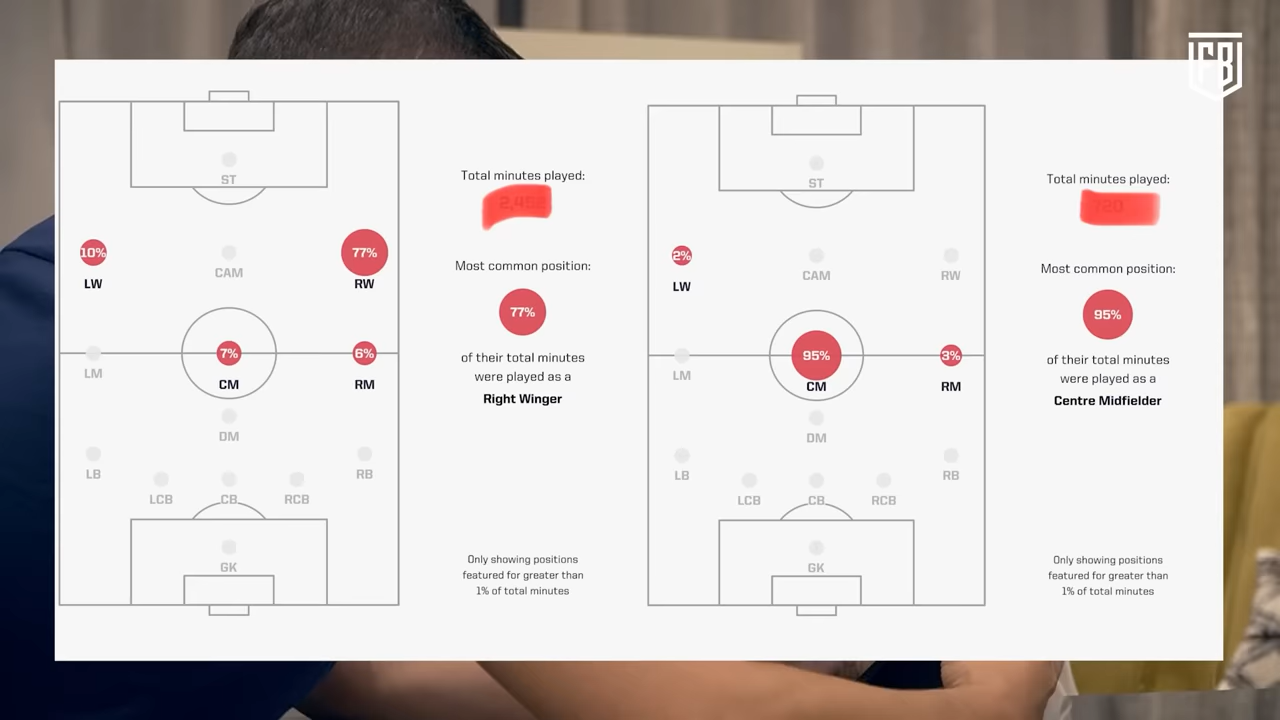 FB
ST
10%
LW
CAM
77%
RW
LM
7%
CM
6%
RM
DM
LB
RB
LCB
CB
RCB
GK
Total minutes played:
Most common position:
77%
of their total minutes
were played as a
Right Winger
Only showing positions
featured for greater than
1% of total minutes
ST
2%
LW
CAM
RW
LM
95%
CM
3%
RM
DM
LB
RB
LCB
CB
RCB
GK
Total minutes played:
720
Most common position:
95%
of their total minutes
were played as a
Centre Midfielder
Only showing positions
featured for greater than
1% of total minutes